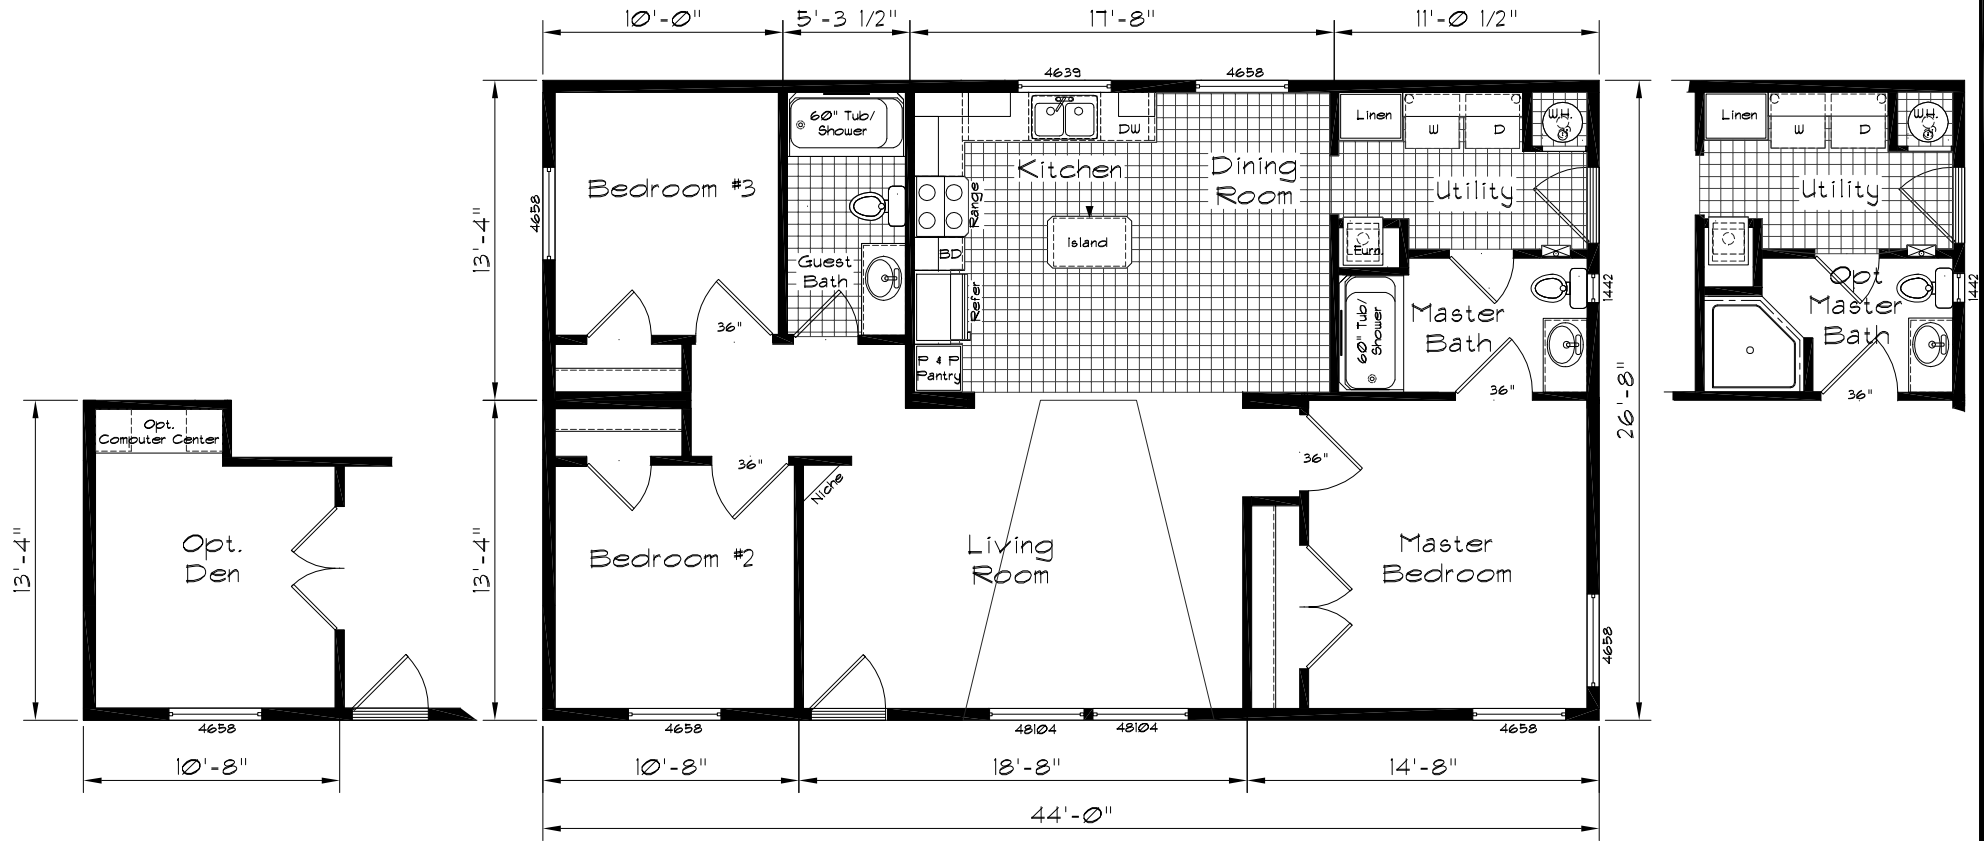 10'-0"
5'-3 1/2"
17'-8"
11'-0 1/2"
4639
4658
60" Tub/
Shower
DW
Linen
W
D
W.H.
Linen
W
D
W.H.
Bedroom #3
Kitchen
Dining
Room
Utility
Utility
4658
13'-4"
Range
Island
BD
Furn.
Guest
Bath
Refer
36"
Master
Bath
60" Tub/
Shower
1442
Opt
Master
Bath
1442
P & P
Pantry
36"
36"
26'-8"
Opt.
Computer Center
36"
Niche
36"
13'-4"
Opt.
Den
13'-4"
Bedroom #2
Living
Room
Master
Bedroom
4658
4658
4658
48104
48104
4658
10'-8"
10'-8"
18'-8"
14'-8"
44'-0"